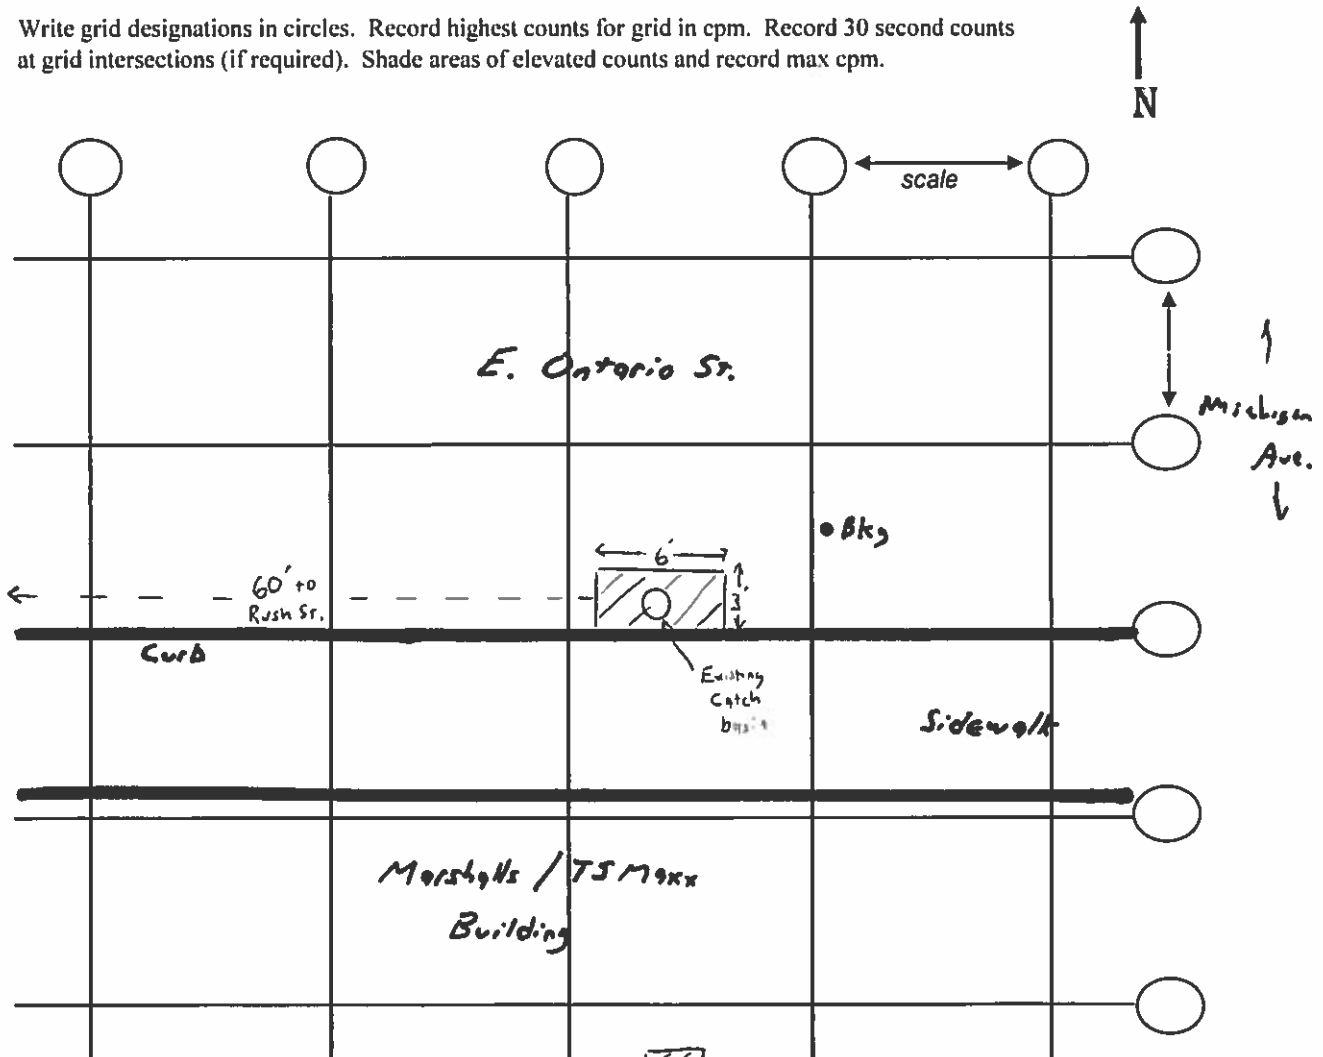 Write grid designations in circles. Record highest counts for grid in cpm. Record 30 second counts
at grid intersections (if required). Shade areas of elevated counts and record max cpm.
N
scale
E. Ontario St.
Michigan
Ave.
Bkg
6'
60' to
Rush St.
3'
Curb
Existing
Catch
basin
Sidewalk
Marshalls / TJ Maxx
Building